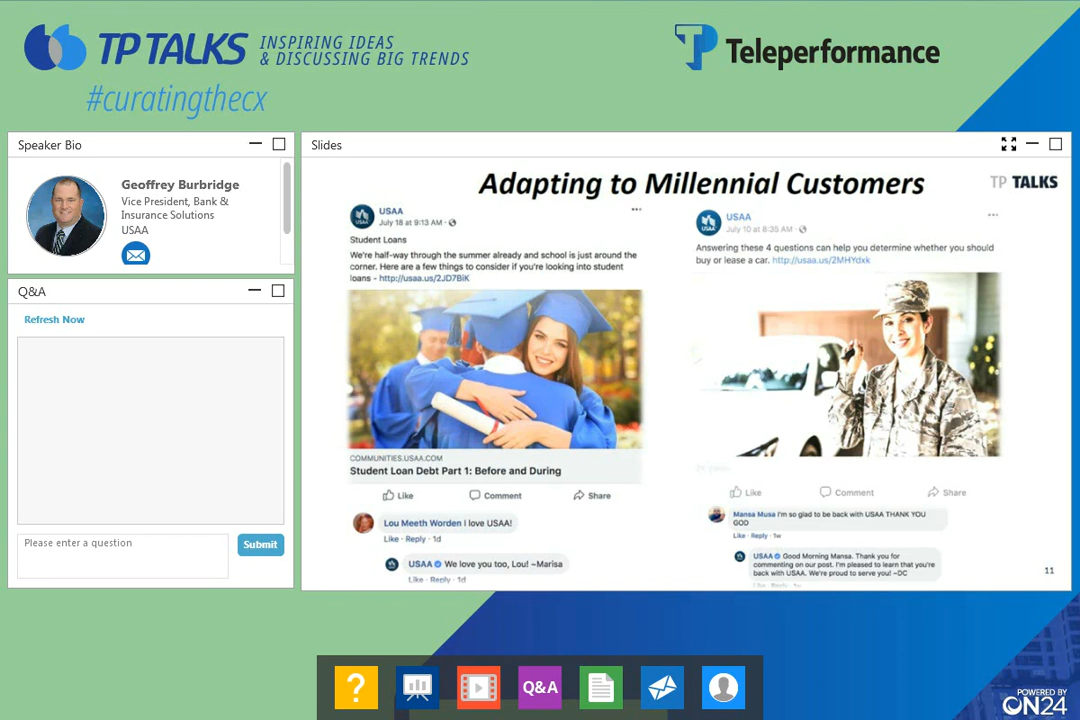 TP TALKS
INSPIRING IDEAS
& DISCUSSING BIG TRENDS
#curatingthecx
Teleperformance
Speaker Bio
Geoffrey Burbridge
Vice President, Bank &
Insurance Solutions
USAA
Q&A
Refresh Now
Please enter a question
Submit
Slides
Adapting to Millennial Customers
TP TALKS
USAA
July 18 at 9:13 AM ·
Student Loans
We're half-way through the summer already and school is just around the
corner. Here are a few things to consider if you're looking into student
loans - http://usaa.us/2JD7BiK
COMMUNITIES.USAA.COM
Student Loan Debt Part 1: Before and During
Like Comment Share
Lou Meeth Worden I love USAA!
Like · Reply · 1d
USAA We love you too, Lou! ~Marisa
Like · Reply · 1d
USAA
July 10 at 8:35 AM ·
Answering these 4 questions can help you determine whether you should
buy or lease a car. http://usaa.us/2MHYdxk
Like Comment Share
Mansa Musa I'm so glad to be back with USAA THANK YOU
GOD
Like · Reply · 1w
USAA Good Morning Mansa. Thank you for
commenting on our post. I'm pleased to learn that you're
back with USAA. We're proud to serve you! ~DC
Like · Reply · 1w
11
?
Q&A
POWERED BY
ON24